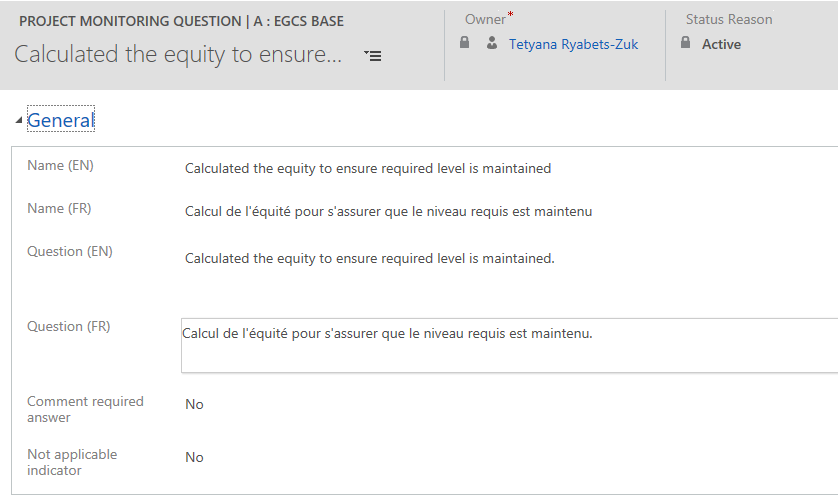 PROJECT MONITORING QUESTION | A : EGCS BASE
Calculated the equity to ensure...
Owner*
Tetyana Ryabets-Zuk
Status Reason
Active
General
Name (EN)
Calculated the equity to ensure required level is maintained
Name (FR)
Calcul de l'équité pour s'assurer que le niveau requis est maintenu
Question (EN)
Calculated the equity to ensure required level is maintained.
Question (FR)
Calcul de l'équité pour s'assurer que le niveau requis est maintenu.
Comment required
answer
No
Not applicable
indicator
No